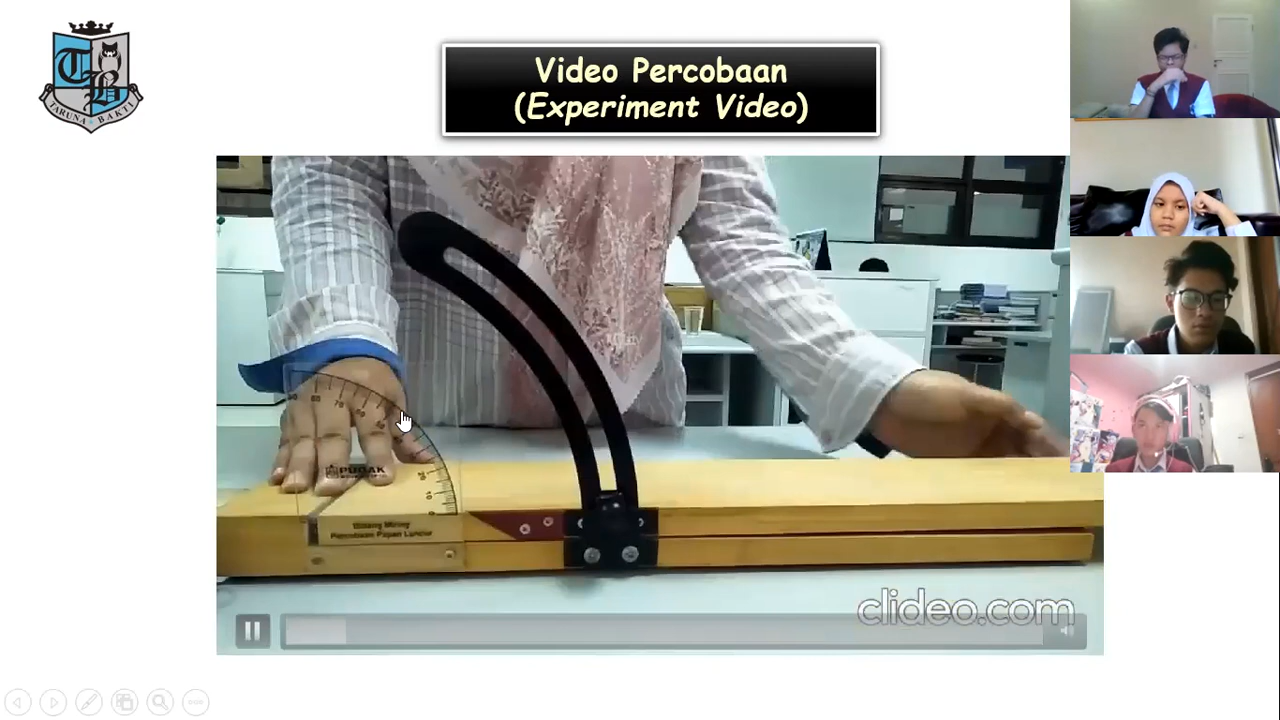 TARUNA BAKTI
Video Percobaan
(Experiment Video)
PUDAK
Bidang Miring
Percobaan Papan Luncur
clideo.com